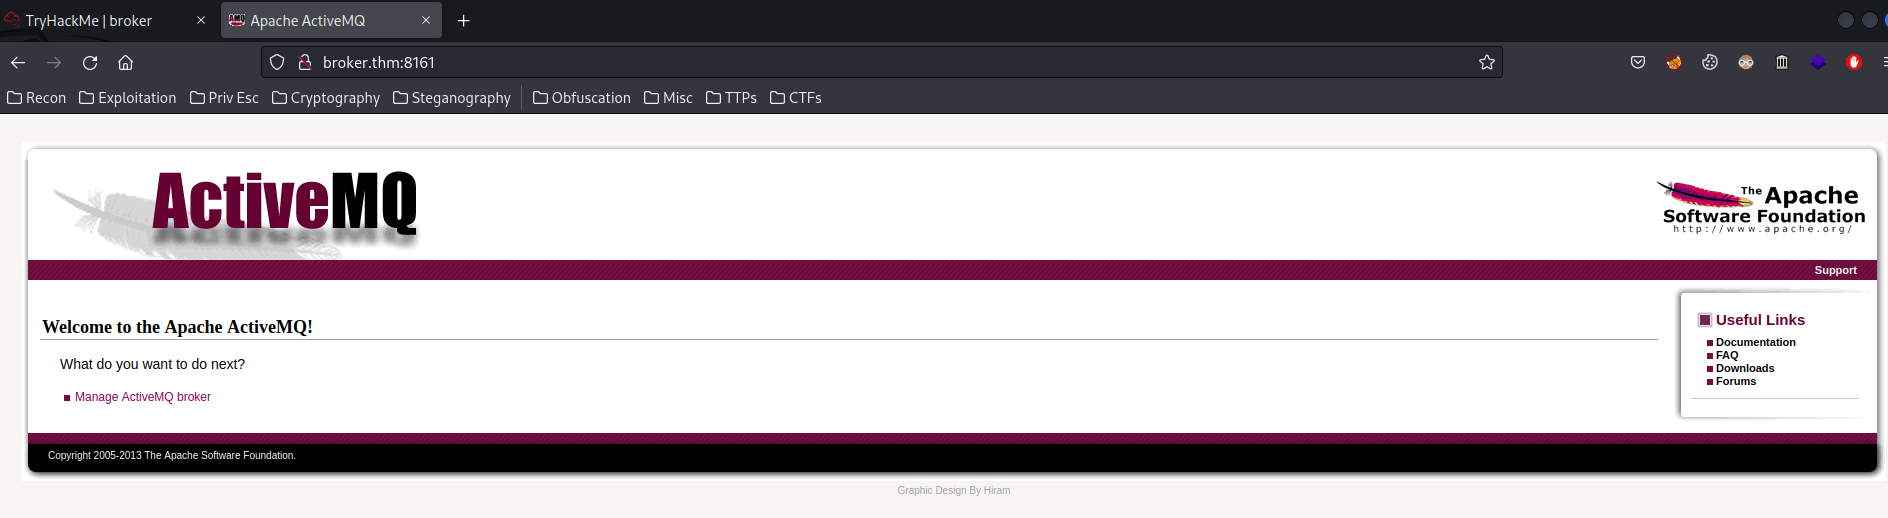 TryHackMe | broker
Apache ActiveMQ
broker.thm:8161
Recon Exploitation Priv Esc Cryptography Steganography Obfuscation Misc TTPs CTFs
ActiveMQ
The Apache
Software Foundation
http://www.apache.org/
Support
Welcome to the Apache ActiveMQ!
What do you want to do next?
Manage ActiveMQ broker
Useful Links
Documentation
FAQ
Downloads
Forums
Copyright 2005-2013 The Apache Software Foundation.
Graphic Design By Hiram